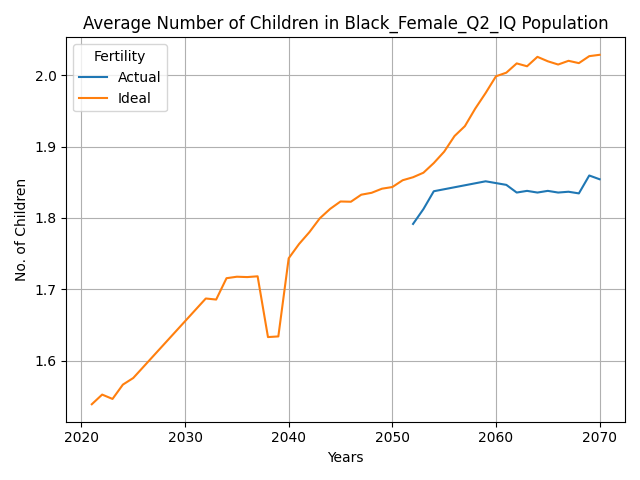 Average Number of Children in Black_Female_Q2_IQ Population
Fertility
Actual
Ideal
No. of Children
2.0
1.9
1.8
1.7
1.6
2020 2030 2040 2050 2060 2070
Years